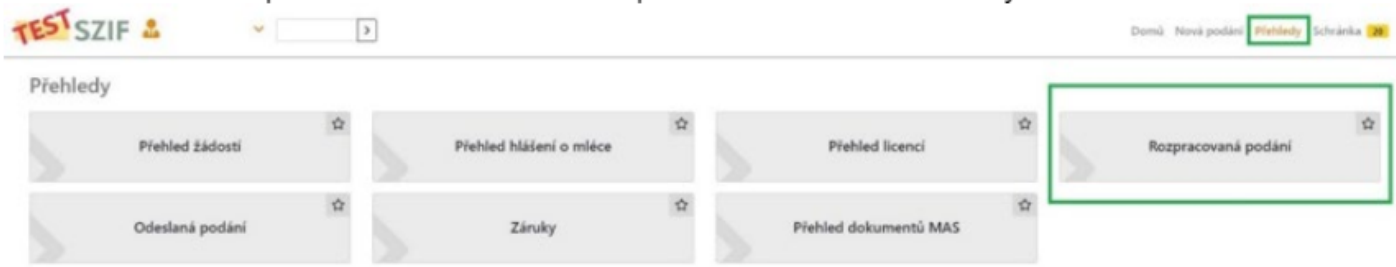 TEST SZIF
Domů Nová podání Přehledy Schránka 20
Přehledy
Přehled žádostí Přehled hlášení o mléce Přehled licencí Rozpracovaná podání
Odeslaná podání Záruky Přehled dokumentů MAS